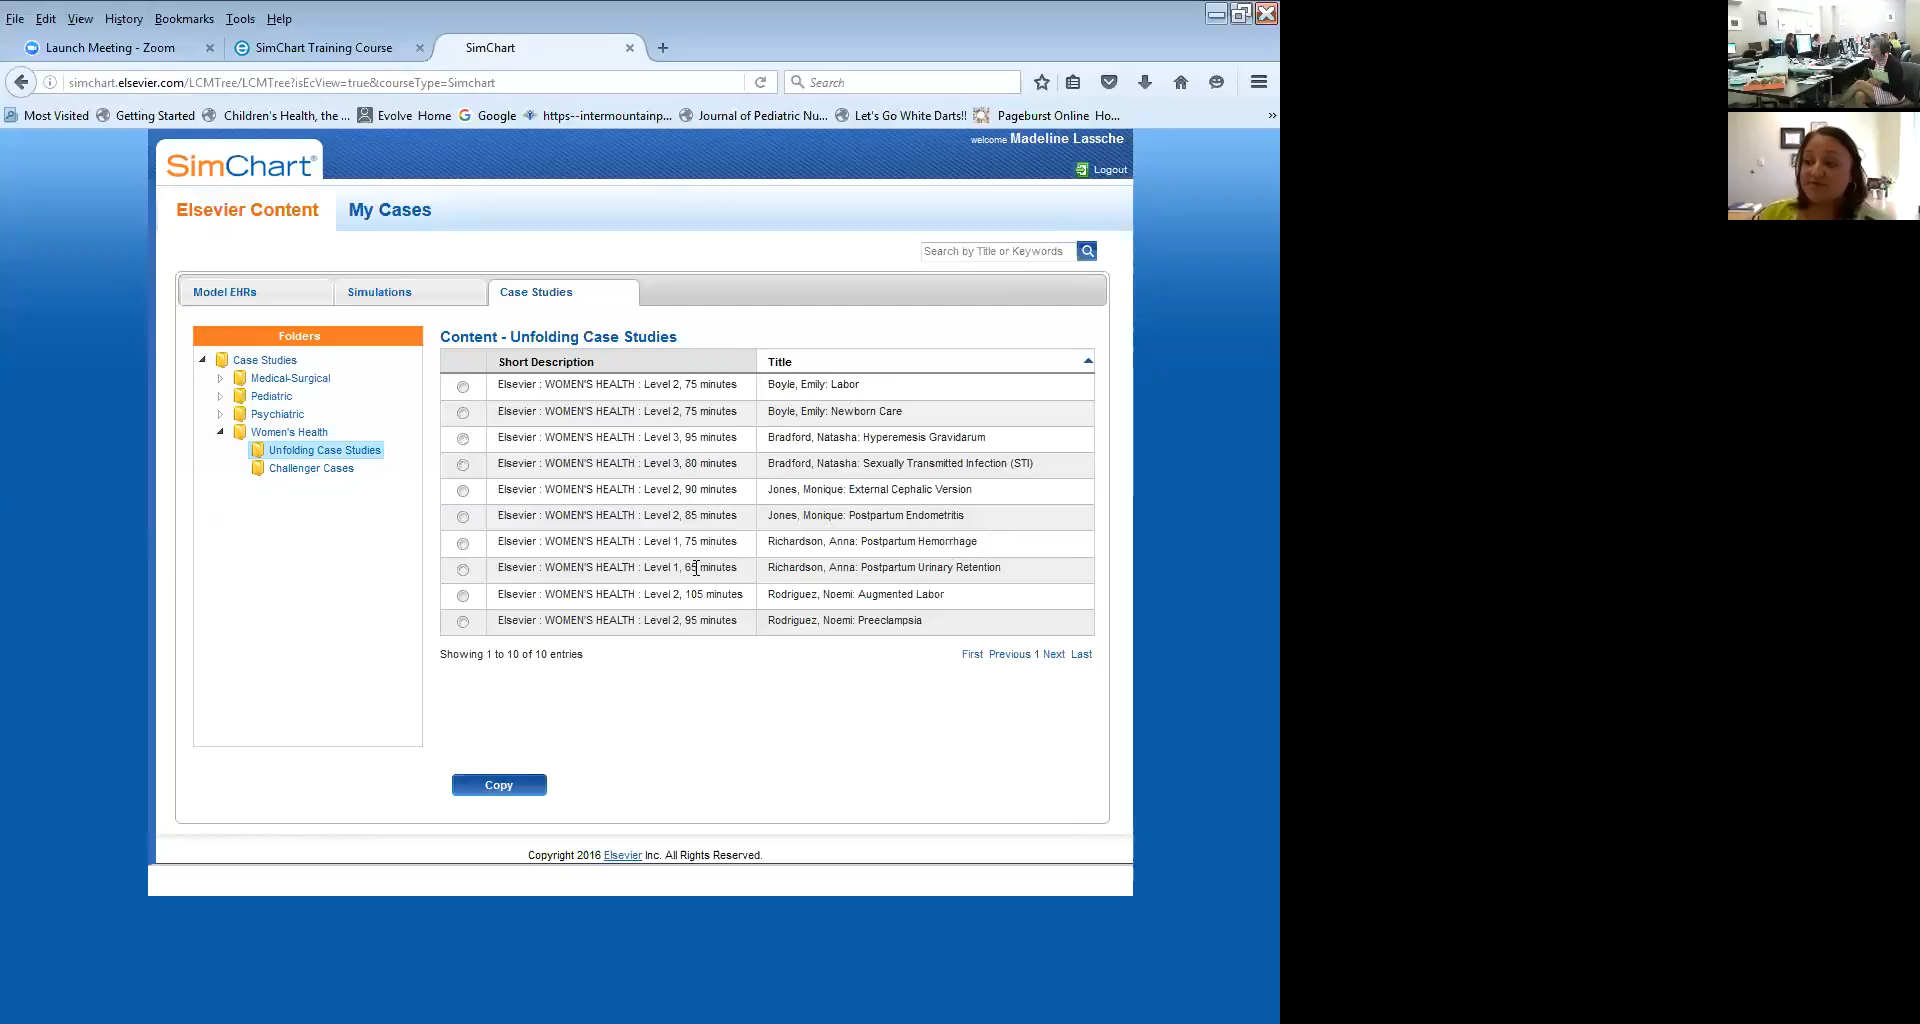 File Edit View History Bookmarks Tools Help
Launch Meeting - Zoom × SimChart Training Course × SimChart × +
simchart.elsevier.com/LCMTree/LCMTree?isEcView=true&courseType=Simchart Search
Most Visited Getting Started Children's Health, the ... Evolve Home Google https--intermountainp... Journal of Pediatric Nu... Let's Go White Darts!! Pageburst Online Ho... »
welcome Madeline Lassche
SimChart®
Logout
Elsevier Content My Cases
Search by Title or Keywords
Model EHRs Simulations Case Studies
Folders
Case Studies
Medical-Surgical
Pediatric
Psychiatric
Women's Health
Unfolding Case Studies
Challenger Cases
Content - Unfolding Case Studies
Short Description Title
Elsevier : WOMEN'S HEALTH : Level 2, 75 minutes Boyle, Emily: Labor
Elsevier : WOMEN'S HEALTH : Level 2, 75 minutes Boyle, Emily: Newborn Care
Elsevier : WOMEN'S HEALTH : Level 3, 95 minutes Bradford, Natasha: Hyperemesis Gravidarum
Elsevier : WOMEN'S HEALTH : Level 3, 80 minutes Bradford, Natasha: Sexually Transmitted Infection (STI)
Elsevier : WOMEN'S HEALTH : Level 2, 90 minutes Jones, Monique: External Cephalic Version
Elsevier : WOMEN'S HEALTH : Level 2, 85 minutes Jones, Monique: Postpartum Endometritis
Elsevier : WOMEN'S HEALTH : Level 1, 75 minutes Richardson, Anna: Postpartum Hemorrhage
Elsevier : WOMEN'S HEALTH : Level 1, 65 minutes Richardson, Anna: Postpartum Urinary Retention
Elsevier : WOMEN'S HEALTH : Level 2, 105 minutes Rodriguez, Noemi: Augmented Labor
Elsevier : WOMEN'S HEALTH : Level 2, 95 minutes Rodriguez, Noemi: Preeclampsia
Showing 1 to 10 of 10 entries First Previous 1 Next Last
Copy
Copyright 2016 Elsevier Inc. All Rights Reserved.